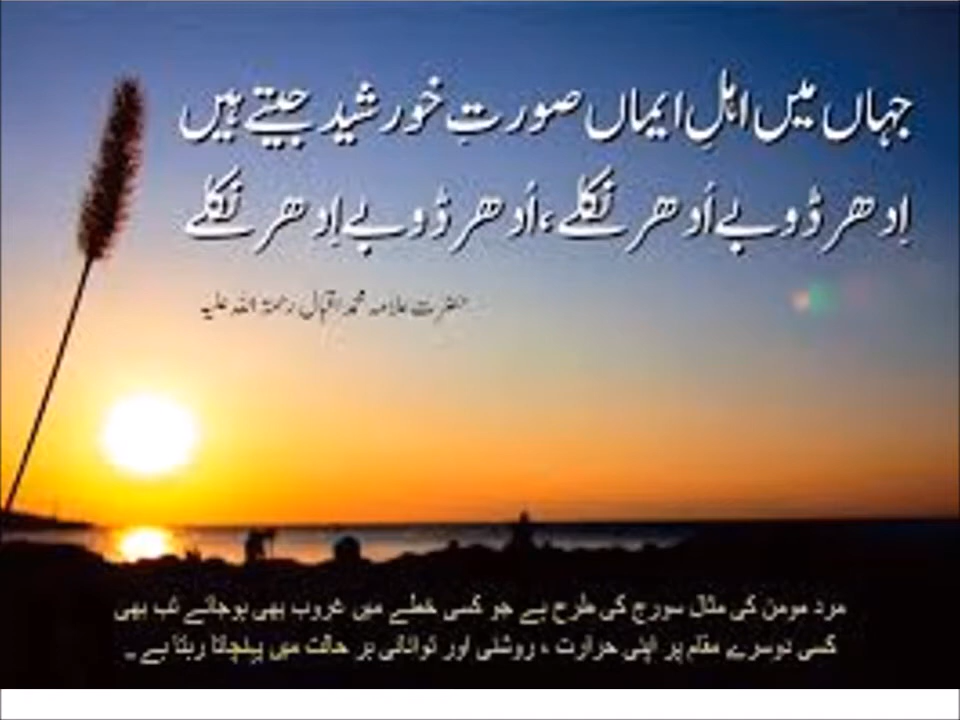 جہاں میں اہلِ ایماں صورتِ خورشید جیتے ہیں
اِدھر ڈوبے اُدھر نکلے، اُدھر ڈوبے اِدھر نکلے
حضرت علامہ محمد اقبال رحمۃ اللہ علیہ
مرد مومن کی مثال سورج کی طرح ہے جو کسی خطے میں غروب بھی ہوجائے تب بھی
کسی دوسرے مقام پر اپنی حرارت ، روشنی اور توانائی ہر حالت میں پہنچاتا رہتا ہے ۔